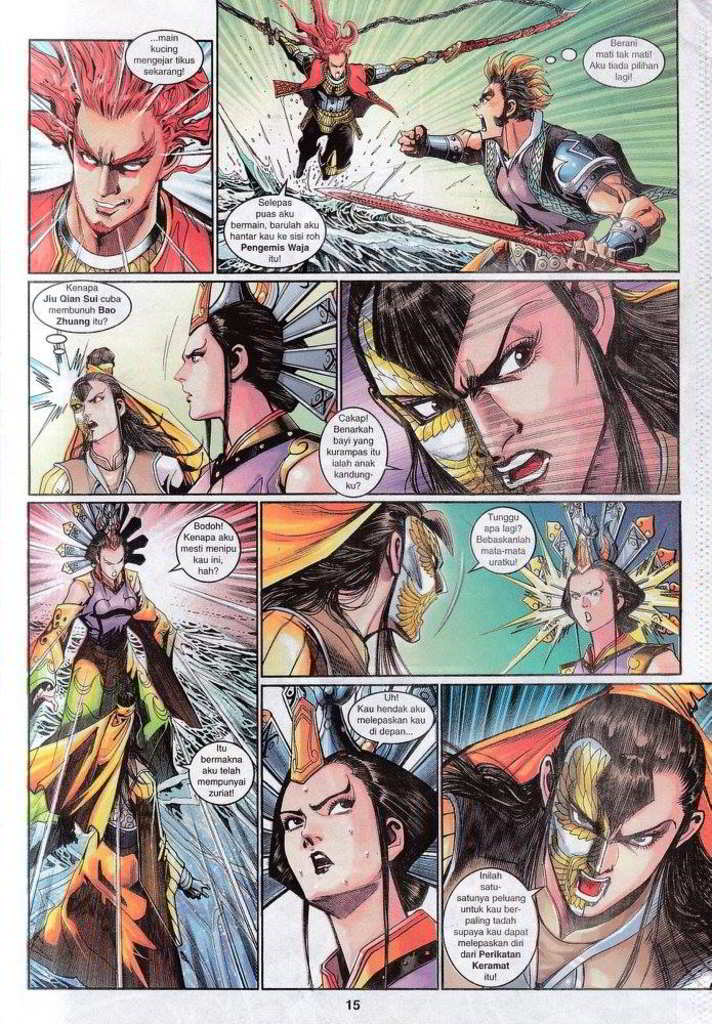 ...main
kucing
mengejar tikus
sekarang!
Berani
mati tak mati!
Aku tiada pilihan
lagi!
Selepas
puas aku
bermain, barulah aku
hantar kau ke sisi roh
Pengemis Waja
itu!
Kenapa
Jiu Qian Sui cuba
membunuh Bao
Zhuang itu?
Cakap!
Benarkah
bayi yang
kurampas itu
ialah anak
kandung-
ku?
Bodoh!
Kenapa aku
mesti menipu
kau ini,
hah?
Itu
bermakna
aku telah
mempunyai
zuriat!
Tunggu
apa lagi?
Bebaskanlah
mata-mata
uratku!
Uh!
Kau hendak aku
melepaskan kau
di depan...
Inilah
satu-
satunya peluang
untuk kau ber-
paling tadah
supaya kau dapat
melepaskan diri
dari Perikatan
Keramat
itu!
15